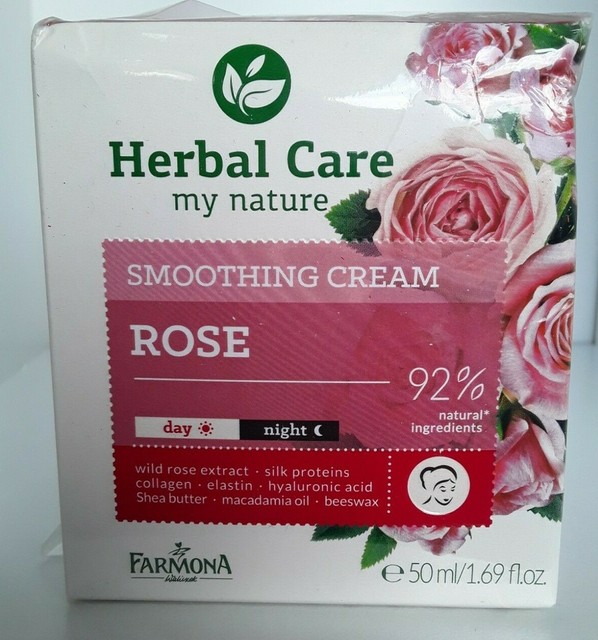 Herbal Care
my nature
SMOOTHING CREAM
ROSE
92%
natural*
ingredients
day
night
wild rose extract · silk proteins
collagen · elastin · hyaluronic acid
Shea butter · macadamia oil · beeswax
FARMONA
℮ 50 ml/1.69 fl.oz.